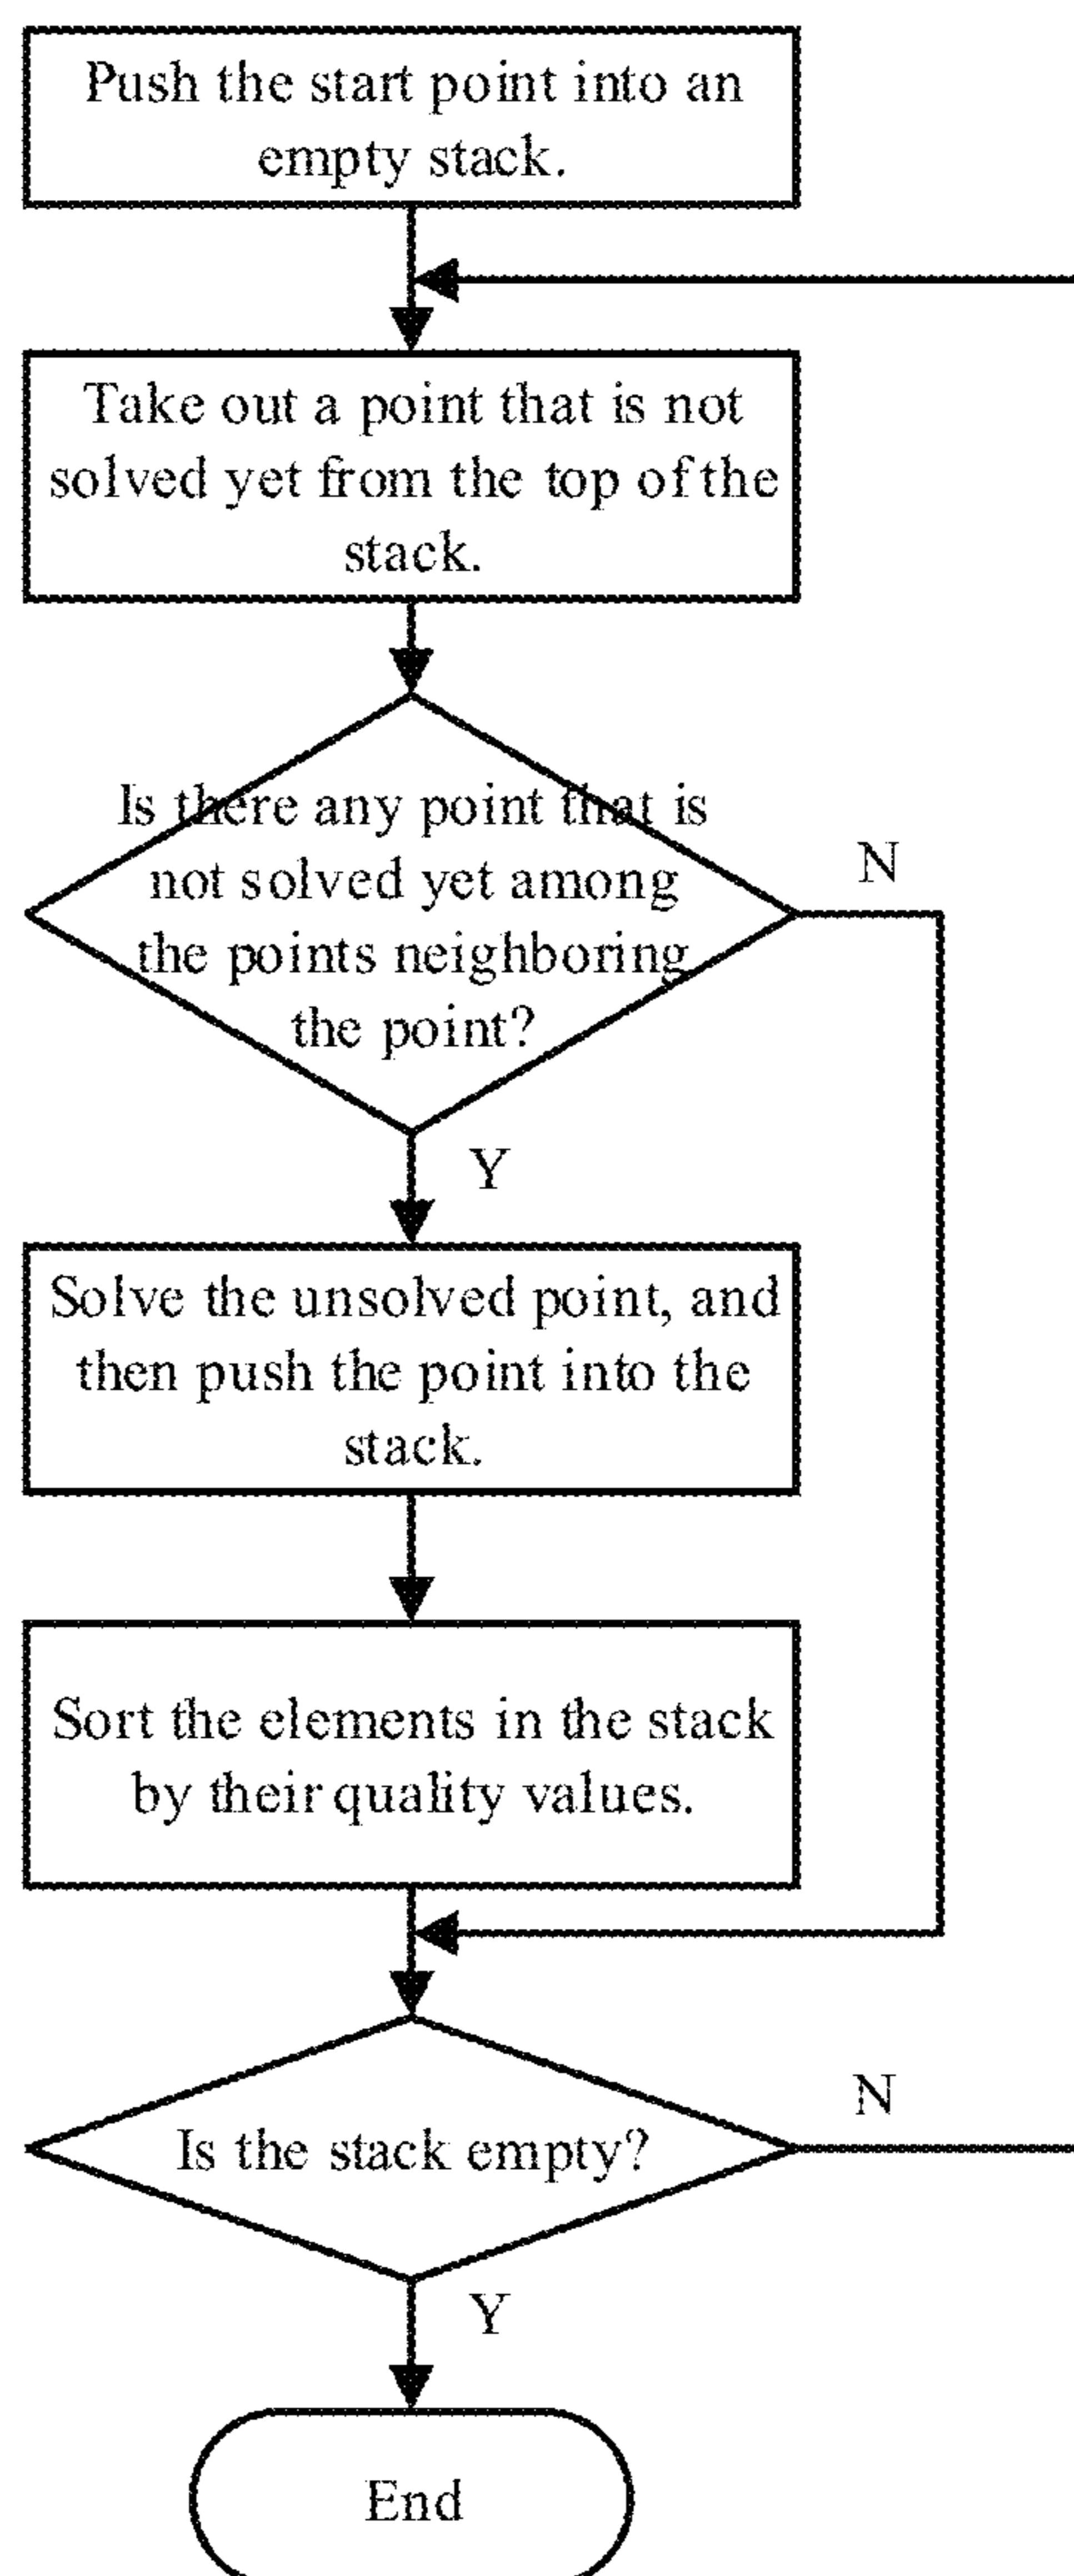 Push the start point into an
empty stack.
Take out a point that is not
solved yet from the top of the
stack.
Is there any point that is
not solved yet among
the points neighboring
the point?
N
Y
Solve the unsolved point, and
then push the point into the
stack.
Sort the elements in the stack
by their quality values.
N
Is the stack empty?
Y
End